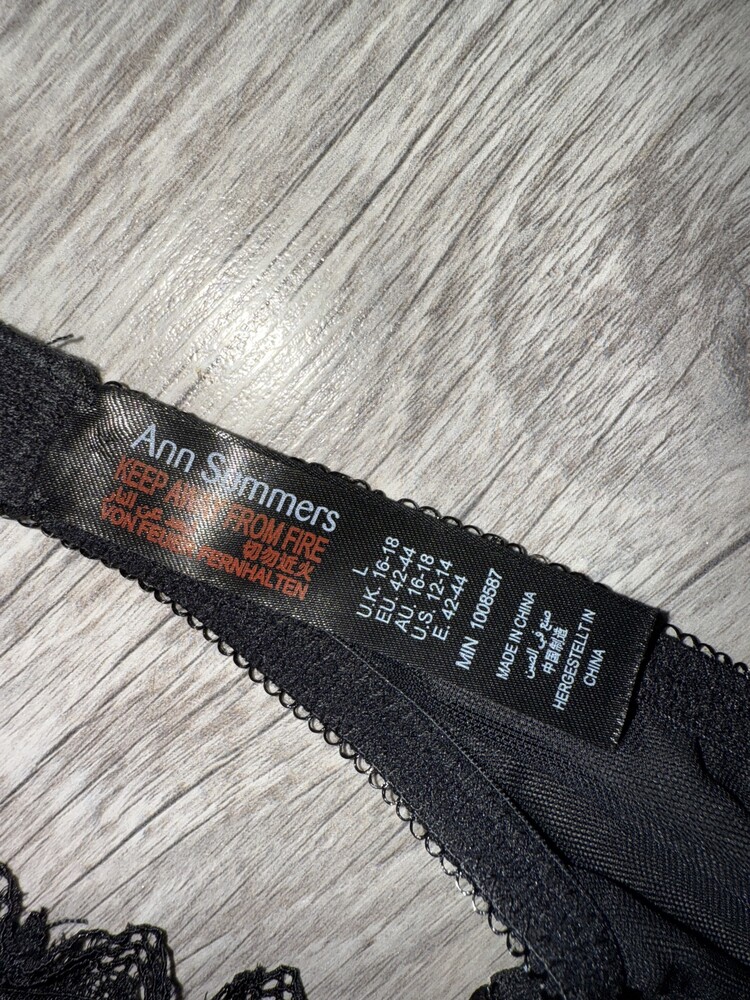 Ann Summers
KEEP AWAY FROM FIRE
切勿近火
VON FEUER FERNHALTEN
L
U.K. 16-18
EU. 42-44
AU. 16-18
U.S. 12-14
E. 42-44
MIN 1008587
MADE IN CHINA
صنع في الصين
中国制造
HERGESTELLT IN
CHINA